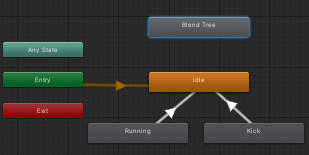 Blend Tree
Any State
Entry
Idle
Exit
Running
Kick